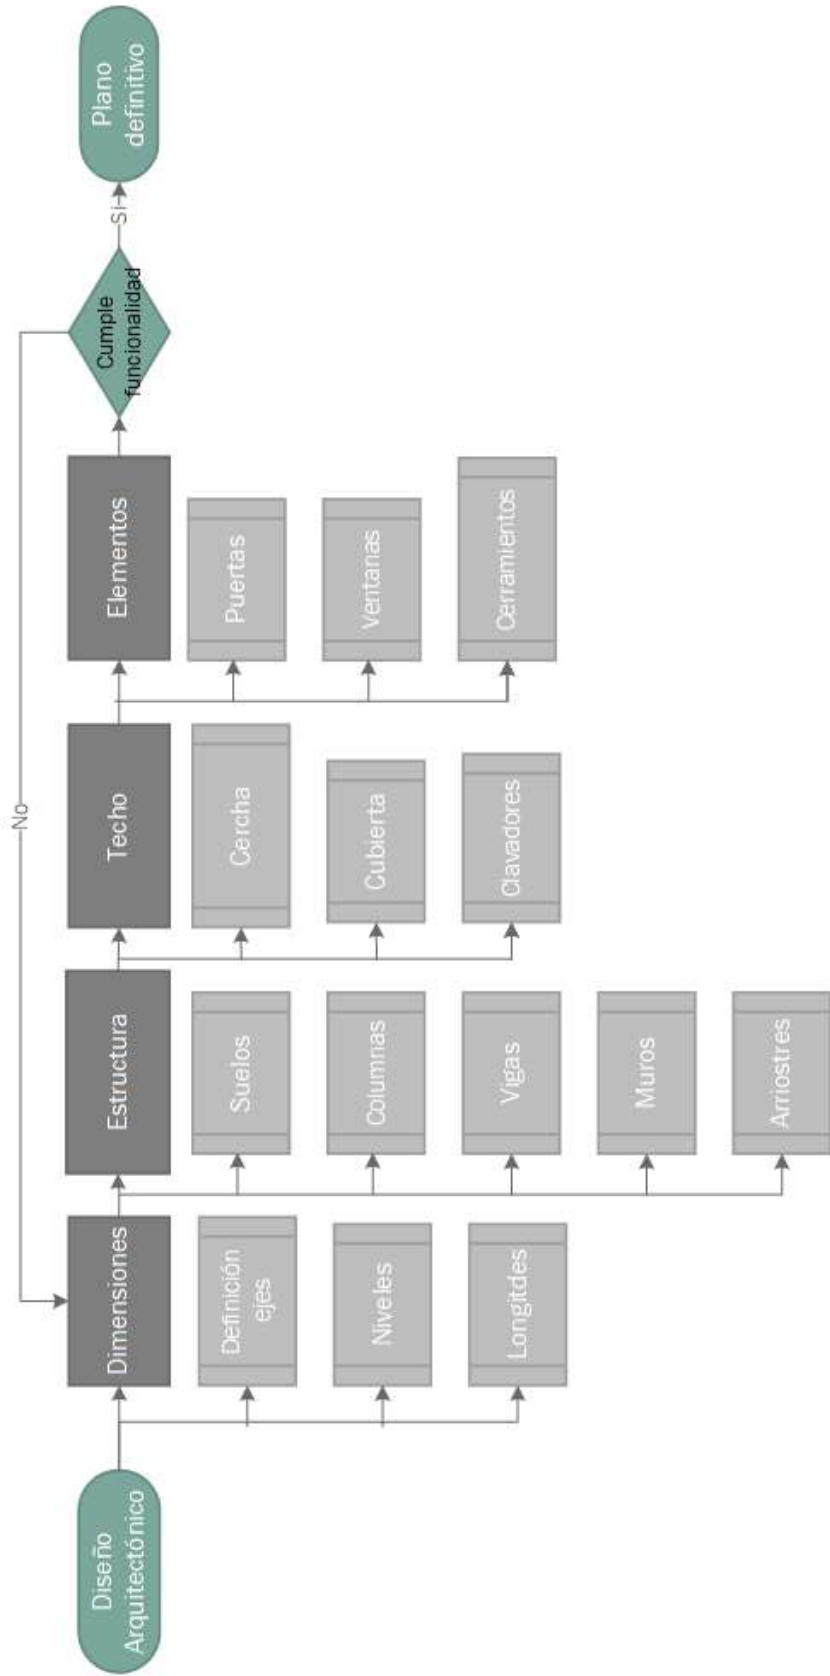 Diseño
Arquitectónico
Dimensiones
Definición
ejes
Niveles
Longitdes
Estructura
Suelos
Columnas
Vigas
Muros
Arriostres
Techo
Cercha
Cubierta
Clavadores
Elementos
Puertas
Ventanas
Cerramientos
Cumple
funcionalidad
No
Si
Plano
definitivo